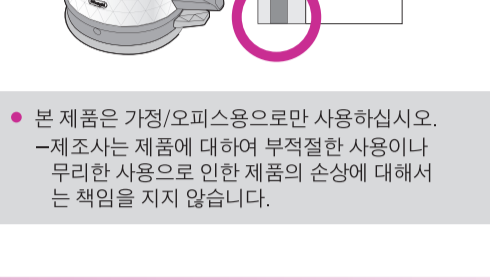 DeLonghi
● 본 제품은 가정/오피스용으로만 사용하십시오.
–제조사는 제품에 대하여 부적절한 사용이나
무리한 사용으로 인한 제품의 손상에 대해서
는 책임을 지지 않습니다.